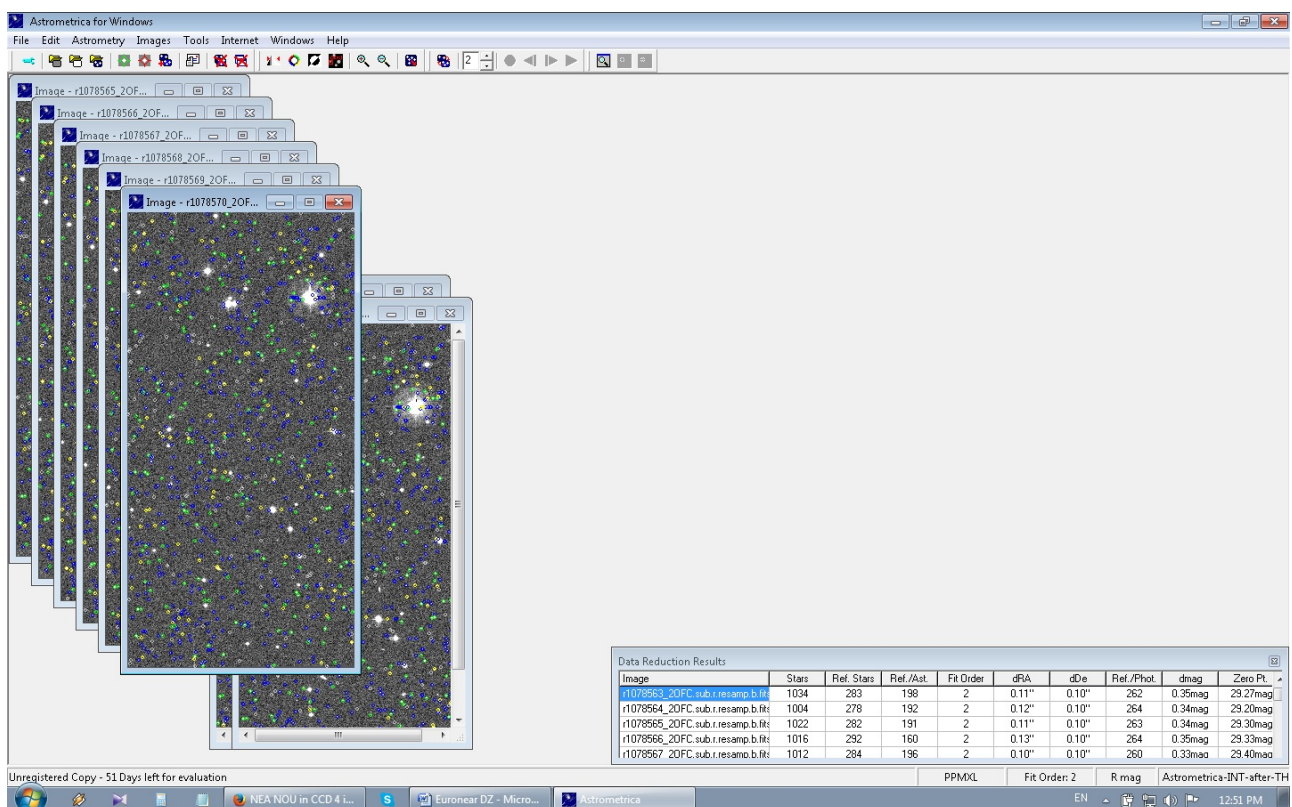 Astrometrica for Windows
File Edit Astrometry Images Tools Internet Windows Help
2
Image - r1078565_2OF...
Image - r1078566_2OF...
Image - r1078567_2OF...
Image - r1078568_2OF...
Image - r1078569_2OF...
Image - r1078570_2OF...
Data Reduction Results
Image Stars Ref. Stars Ref./Ast. Fit Order dRA dDe Ref./Phot. dmag Zero Pt.
r1078563_2OFC.sub.r.resamp.b.fits 1034 283 198 2 0.11" 0.10" 262 0.35mag 29.27mag
r1078564_2OFC.sub.r.resamp.b.fits 1004 278 192 2 0.12" 0.10" 264 0.34mag 29.20mag
r1078565_2OFC.sub.r.resamp.b.fits 1022 282 191 2 0.11" 0.10" 263 0.34mag 29.30mag
r1078566_2OFC.sub.r.resamp.b.fits 1016 292 160 2 0.13" 0.10" 264 0.35mag 29.33mag
r1078567_2OFC.sub.r.resamp.b.fits 1012 284 196 2 0.10" 0.10" 260 0.33mag 29.40mag
Unregistered Copy - 51 Days left for evaluation PPMXL Fit Order: 2 R mag Astrometrica-INT-after-TH
NEA NOU in CCD 4 i... Euronear DZ - Micro... Astrometrica EN 12:51 PM